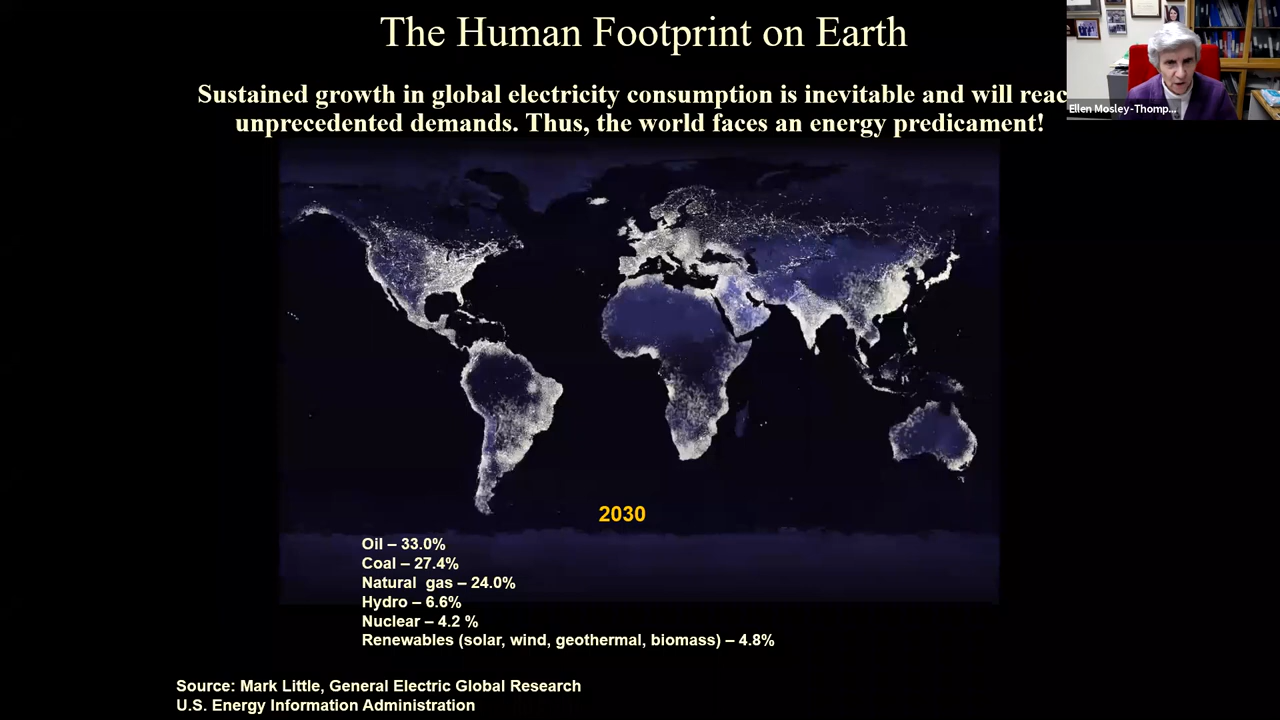 The Human Footprint on Earth
Sustained growth in global electricity consumption is inevitable and will reac
unprecedented demands. Thus, the world faces an energy predicament!
Ellen Mosley-Thomp...
2030
Oil – 33.0%
Coal – 27.4%
Natural gas – 24.0%
Hydro – 6.6%
Nuclear – 4.2 %
Renewables (solar, wind, geothermal, biomass) – 4.8%
Source: Mark Little, General Electric Global Research
U.S. Energy Information Administration